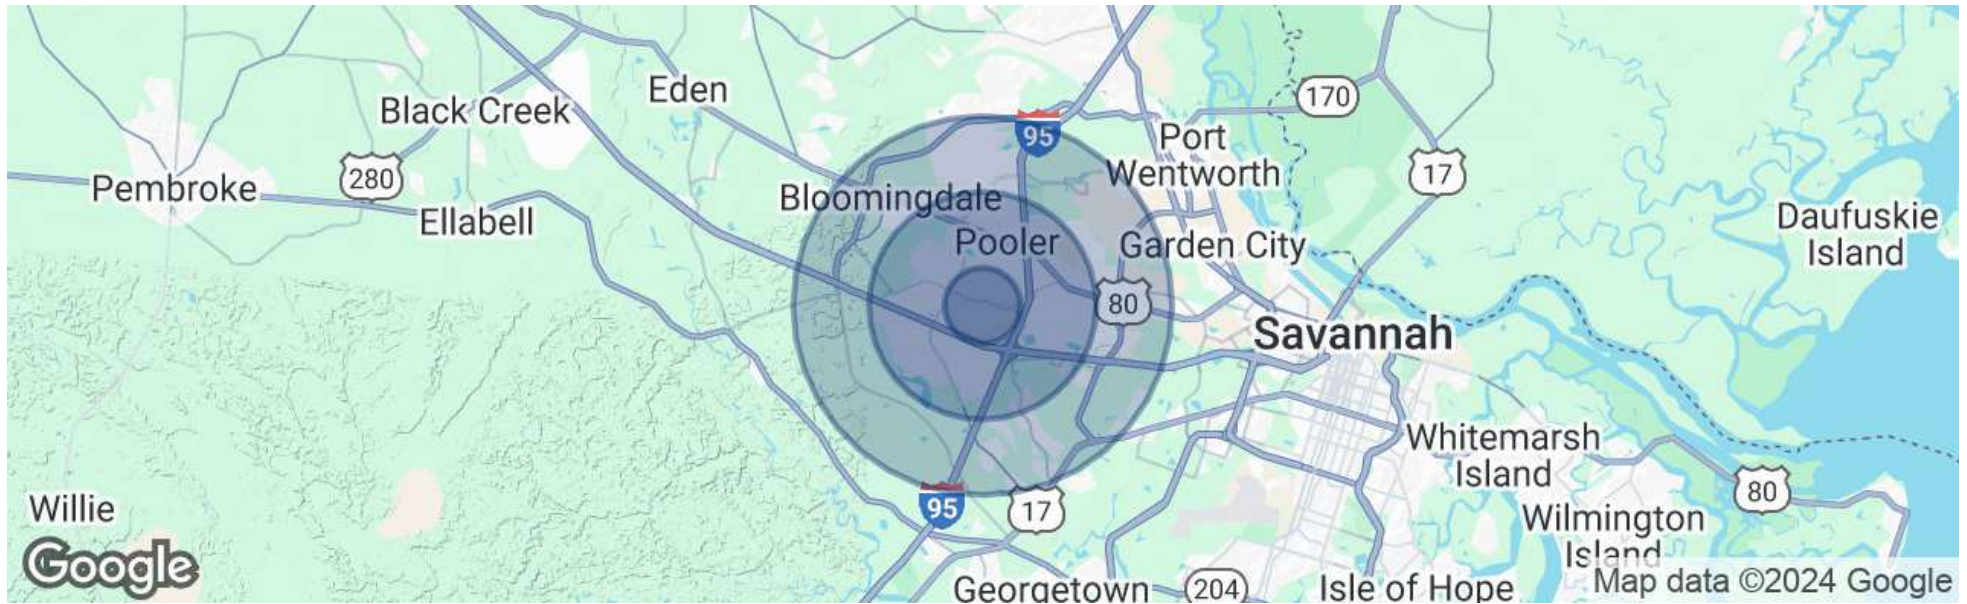 Eden
170
Black Creek
95
Port
Wentworth
280
17
Pembroke
Bloomingdale
Ellabell
Daufuskie
Island
Pooler
Garden City
80
Savannah
Whitemarsh
Island
80
Willie
95
17
Wilmington
Island
Google
Georgetown
204
Isle of Hope
Map data ©2024 Google